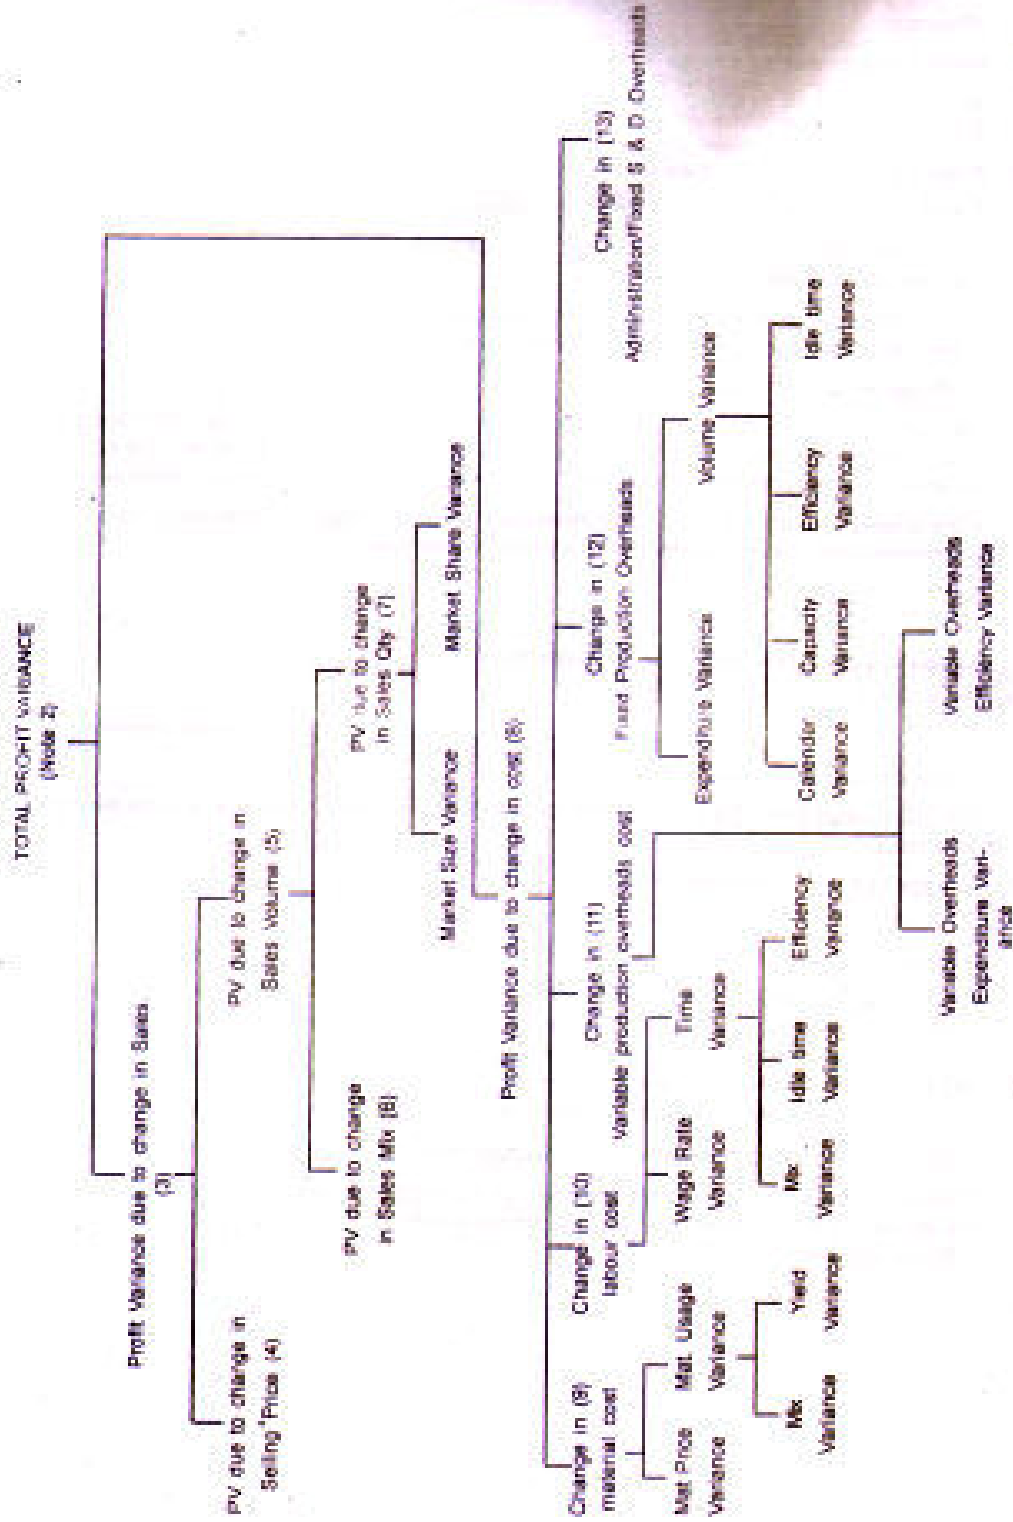 TOTAL PROFIT VARIANCE
(Note 2)
Profit Variance due to change in Sales
(3)
PV due to change in
Selling Price (4)
PV due to change in
Sales Volume (5)
PV due to change
in Sales Mix (6)
PV due to change
in Sales Qty (7)
Market Size Variance
Market Share Variance
Profit Variance due to change in cost (8)
Change in (9)
material cost
Change in (10)
labour cost
Change in (11)
Variable production overheads cost
Change in (12)
Fixed Production Overheads
Change in (13)
Administration/Fixed S & D Overheads
Mat Price
Variance
Mat. Usage
Variance
Wage Rate
Variance
Time
Variance
Expenditure Variance
Volume Variance
Mix
Variance
Yield
Variance
Mix
Variance
Idle time
Variance
Efficiency
Variance
Calendar
Variance
Capacity
Variance
Efficiency
Variance
Idle time
Variance
Variable Overheads
Expenditure Vari-
ance
Variable Overheads
Efficiency Variance